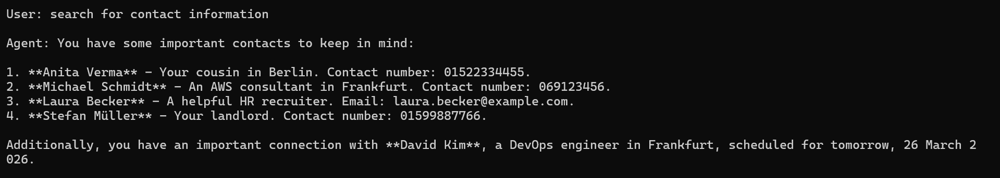 User: search for contact information
Agent: You have some important contacts to keep in mind:
1. **Anita Verma** – Your cousin in Berlin. Contact number: 01522334455.
2. **Michael Schmidt** – An AWS consultant in Frankfurt. Contact number: 069123456.
3. **Laura Becker** – A helpful HR recruiter. Email: laura.becker@example.com.
4. **Stefan Müller** – Your landlord. Contact number: 01599887766.
Additionally, you have an important connection with **David Kim**, a DevOps engineer in Frankfurt, scheduled for tomorrow, 26 March 2
026.